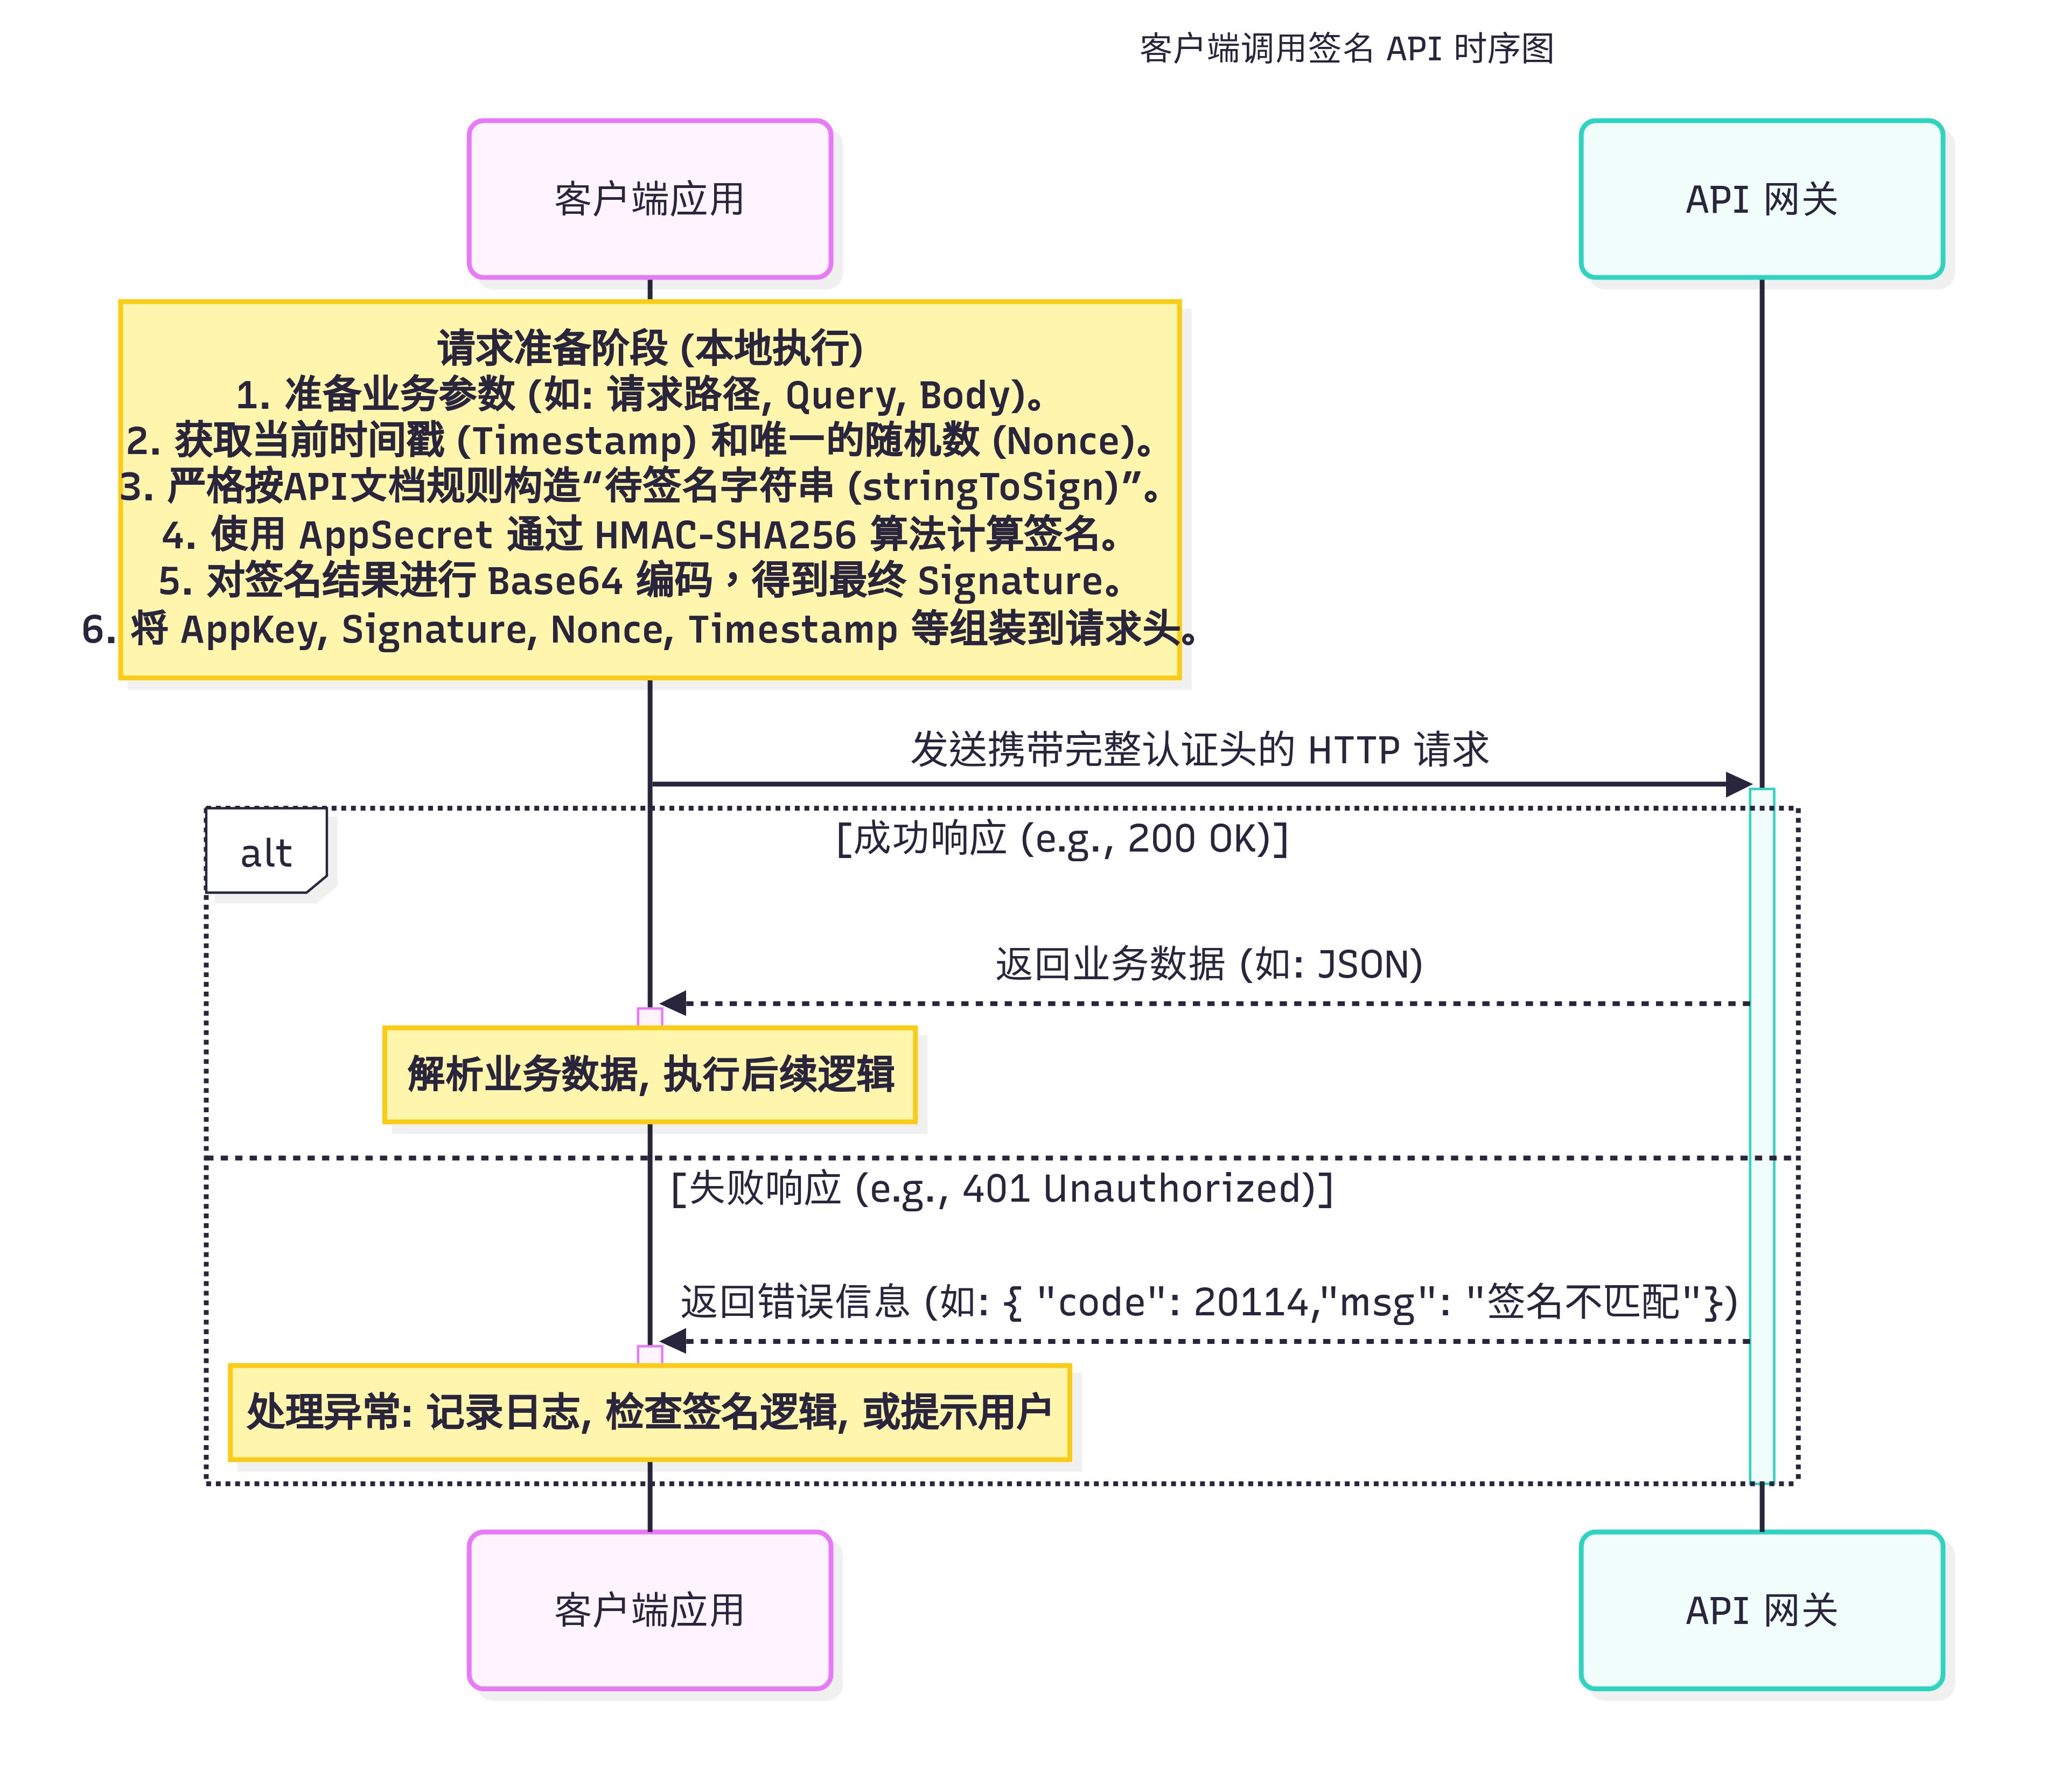 客户端调用签名 API 时序图
客户端应用
API 网关
请求准备阶段 (本地执行)
1. 准备业务参数 (如: 请求路径, Query, Body)。
2. 获取当前时间戳 (Timestamp) 和唯一的随机数 (Nonce)。
3. 严格按API文档规则构造“待签名字符串 (stringToSign)”。
4. 使用 AppSecret 通过 HMAC-SHA256 算法计算签名。
5. 对签名结果进行 Base64 编码，得到最终 Signature。
6. 将 AppKey, Signature, Nonce, Timestamp 等组装到请求头。
发送携带完整认证头的 HTTP 请求
alt
[成功响应 (e.g., 200 OK)]
返回业务数据 (如: JSON)
解析业务数据, 执行后续逻辑
[失败响应 (e.g., 401 Unauthorized)]
返回错误信息 (如: { "code": 20114,"msg": "签名不匹配"})
处理异常: 记录日志, 检查签名逻辑, 或提示用户
客户端应用
API 网关